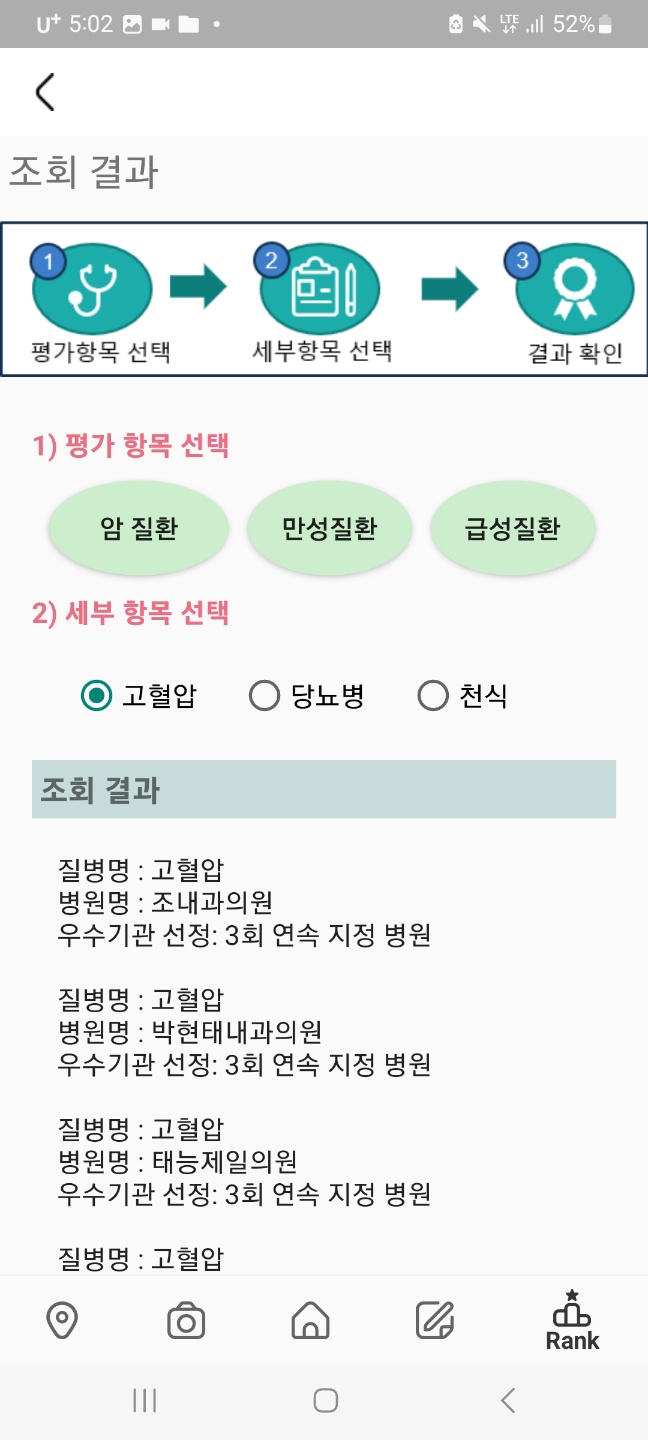 U+ 5:02 LTE 52%
조회 결과
1 2 3
평가항목 선택 세부항목 선택 결과 확인
1) 평가 항목 선택
암 질환 만성질환 급성질환
2) 세부 항목 선택
고혈압 당뇨병 천식
조회 결과
질병명 : 고혈압
병원명 : 조내과의원
우수기관 선정: 3회 연속 지정 병원
질병명 : 고혈압
병원명 : 박현태내과의원
우수기관 선정: 3회 연속 지정 병원
질병명 : 고혈압
병원명 : 태능제일의원
우수기관 선정: 3회 연속 지정 병원
질병명 : 고혈압
Rank